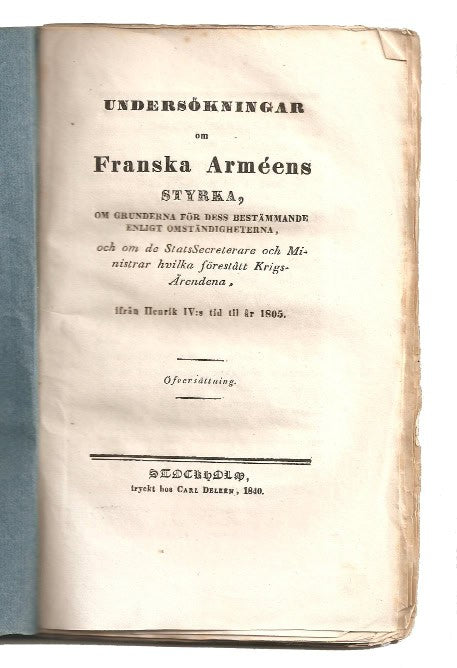 UNDERSÖKNINGAR
om
Franska Arméens
STYRKA,
OM GRUNDERNA FÖR DESS BESTÄMMANDE
ENLIGT OMSTÄNDIGHETERNA,
och om de StatsSecreterare och Mi-
nistrar hvilka förestått Krigs-
Ärendena,
ifrån Henrik IV:s tid til år 1805.
Öfversättning.
STOCKHOLM,
tryckt hos CARL DELEEN, 1840.